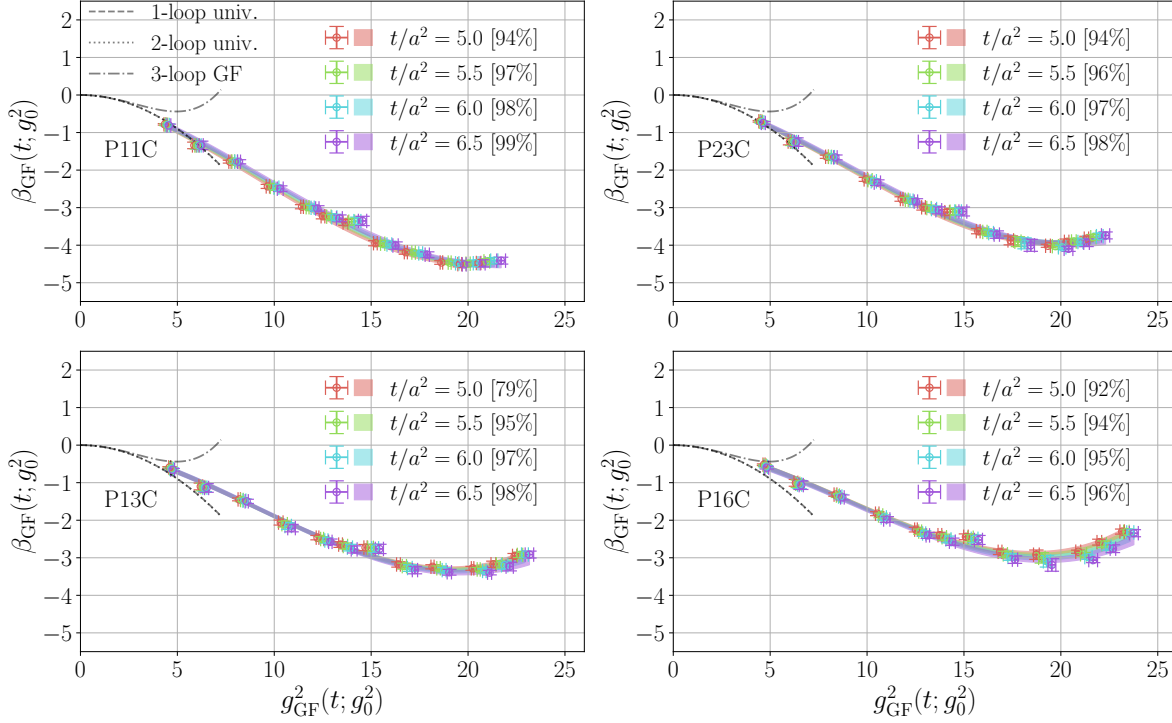 1-loop univ.
2-loop univ.
3-loop GF
t/a² = 5.0 [94%]
t/a² = 5.5 [97%]
t/a² = 6.0 [98%]
t/a² = 6.5 [99%]
P11C
β_GF(t; g₀²)
2
1
0
−1
−2
−3
−4
−5
0 5 10 15 20 25
t/a² = 5.0 [94%]
t/a² = 5.5 [96%]
t/a² = 6.0 [97%]
t/a² = 6.5 [98%]
P23C
β_GF(t; g₀²)
2
1
0
−1
−2
−3
−4
−5
0 5 10 15 20 25
t/a² = 5.0 [79%]
t/a² = 5.5 [95%]
t/a² = 6.0 [97%]
t/a² = 6.5 [98%]
P13C
β_GF(t; g₀²)
2
1
0
−1
−2
−3
−4
−5
0 5 10 15 20 25
g²_GF(t; g₀²)
t/a² = 5.0 [92%]
t/a² = 5.5 [94%]
t/a² = 6.0 [95%]
t/a² = 6.5 [96%]
P16C
β_GF(t; g₀²)
2
1
0
−1
−2
−3
−4
−5
0 5 10 15 20 25
g²_GF(t; g₀²)